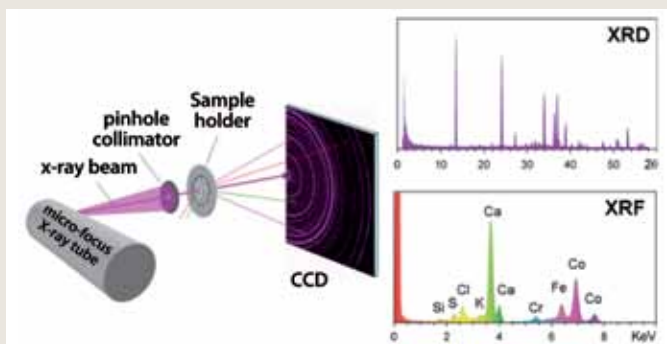 pinhole
collimator
Sample
holder
x-ray beam
micro-focus
X-ray tube
CCD
XRD
0 10 20 30 40 50 2θ
XRF
Ca
Co
Cl
Fe
Si S K Ca Cr Co
0 2 4 6 8 KeV